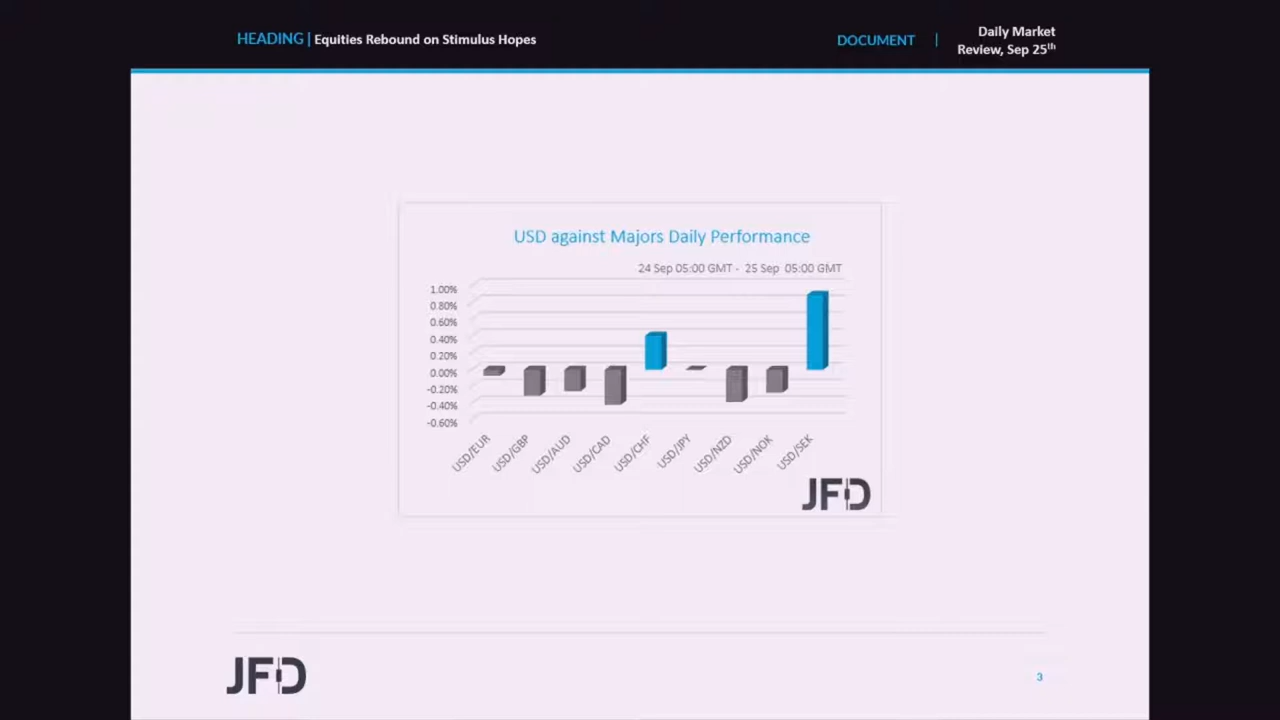 HEADING | Equities Rebound on Stimulus Hopes
DOCUMENT | Daily Market
Review, Sep 25th
USD against Majors Daily Performance
24 Sep 05:00 GMT - 25 Sep 05:00 GMT
1.00%
0.80%
0.60%
0.40%
0.20%
0.00%
-0.20%
-0.40%
-0.60%
USD/EUR
USD/GBP
USD/AUD
USD/CAD
USD/CHF
USD/JPY
USD/NZD
USD/NOK
USD/SEK
JFD
JFD
3